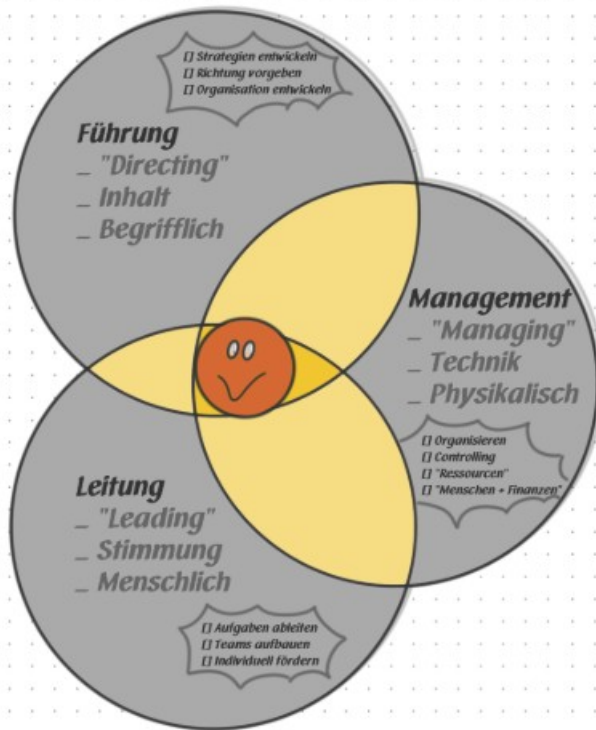 [] Strategien entwickeln
[] Richtung vorgeben
[] Organisation entwickeln
Führung
_ "Directing"
_ Inhalt
_ Begrifflich
Management
_ "Managing"
_ Technik
_ Physikalisch
[] Organisieren
[] Controlling
[] "Ressourcen"
[] "Menschen + Finanzen"
Leitung
_ "Leading"
_ Stimmung
_ Menschlich
[] Aufgaben ableiten
[] Teams aufbauen
[] Individuell fördern